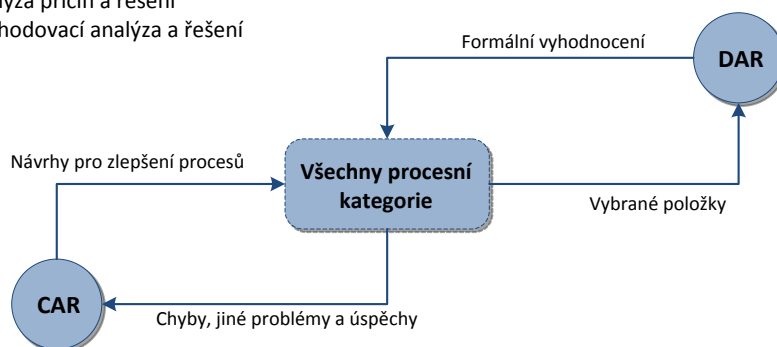 a řešení
hodovací analýza a řešení
Formální vyhodnocení
DAR
Návrhy pro zlepšení procesů
Všechny procesní
kategorie
Vybrané položky
CAR
Chyby, jiné problémy a úspěchy